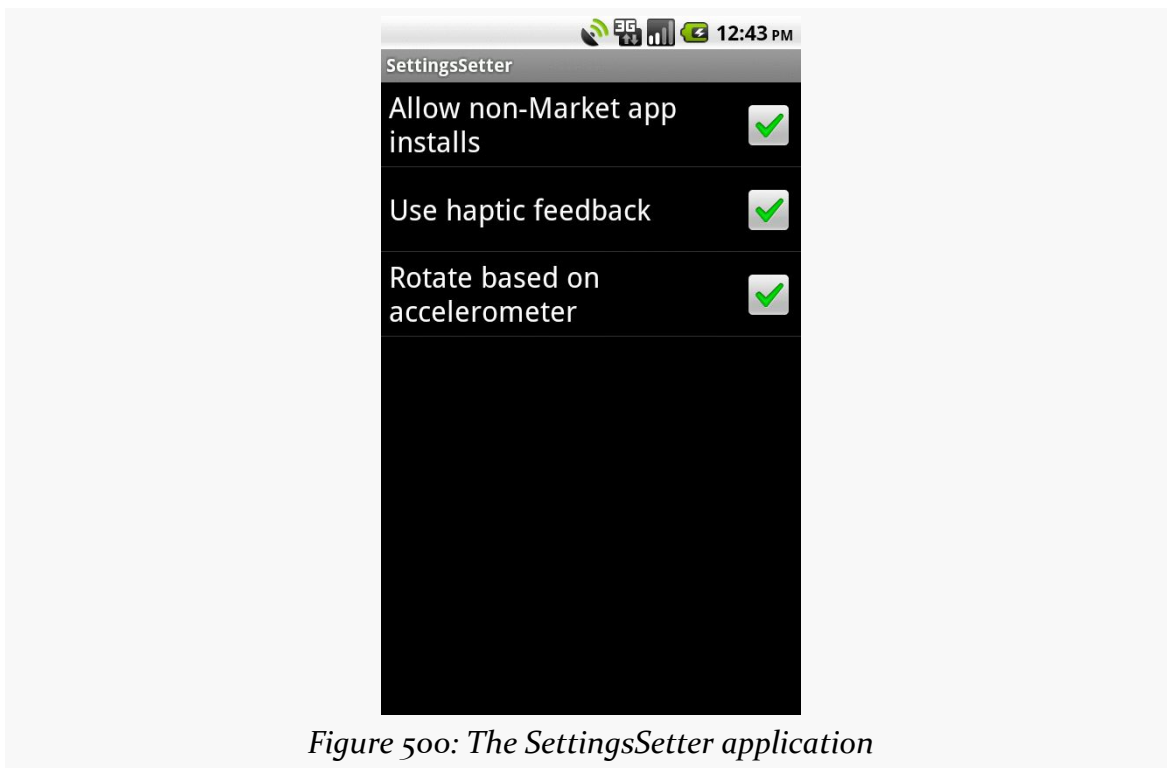 3G
12:43 PM
SettingsSetter
Allow non-Market app
installs
Use haptic feedback
Rotate based on
accelerometer
Figure 500: The SettingsSetter application